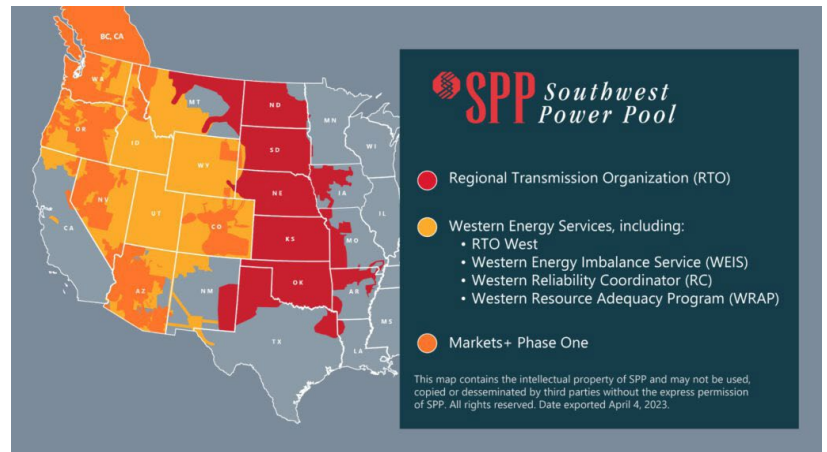 BC, CA
WA
MT
ND
MN
OR
ID
SD
WI
WY
NE
IA
NV
UT
CO
IL
CA
KS
MO
AZ
NM
OK
AR
TX
MS
LA
SPP Southwest
Power Pool
Regional Transmission Organization (RTO)
Western Energy Services, including:
• RTO West
• Western Energy Imbalance Service (WEIS)
• Western Reliability Coordinator (RC)
• Western Resource Adequacy Program (WRAP)
Markets+ Phase One
This map contains the intellectual property of SPP and may not be used,
copied or desseminated by third parties without the express permission
of SPP. All rights reserved. Date exported April 4, 2023.